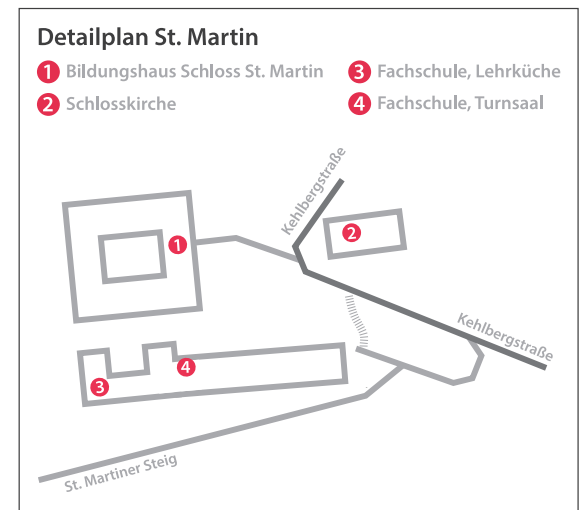 Detailplan St. Martin
1 Bildungshaus Schloss St. Martin
2 Schlosskirche
3 Fachschule, Lehrküche
4 Fachschule, Turnsaal
Kehlbergstraße
2
1
Kehlbergstraße
4
3
St. Martiner Steig